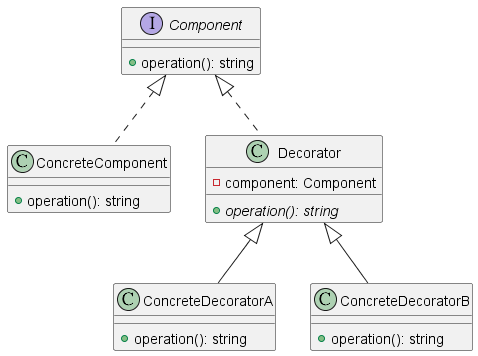 I Component
operation(): string
C ConcreteComponent
operation(): string
C Decorator
component: Component
operation(): string
C ConcreteDecoratorA
operation(): string
C ConcreteDecoratorB
operation(): string